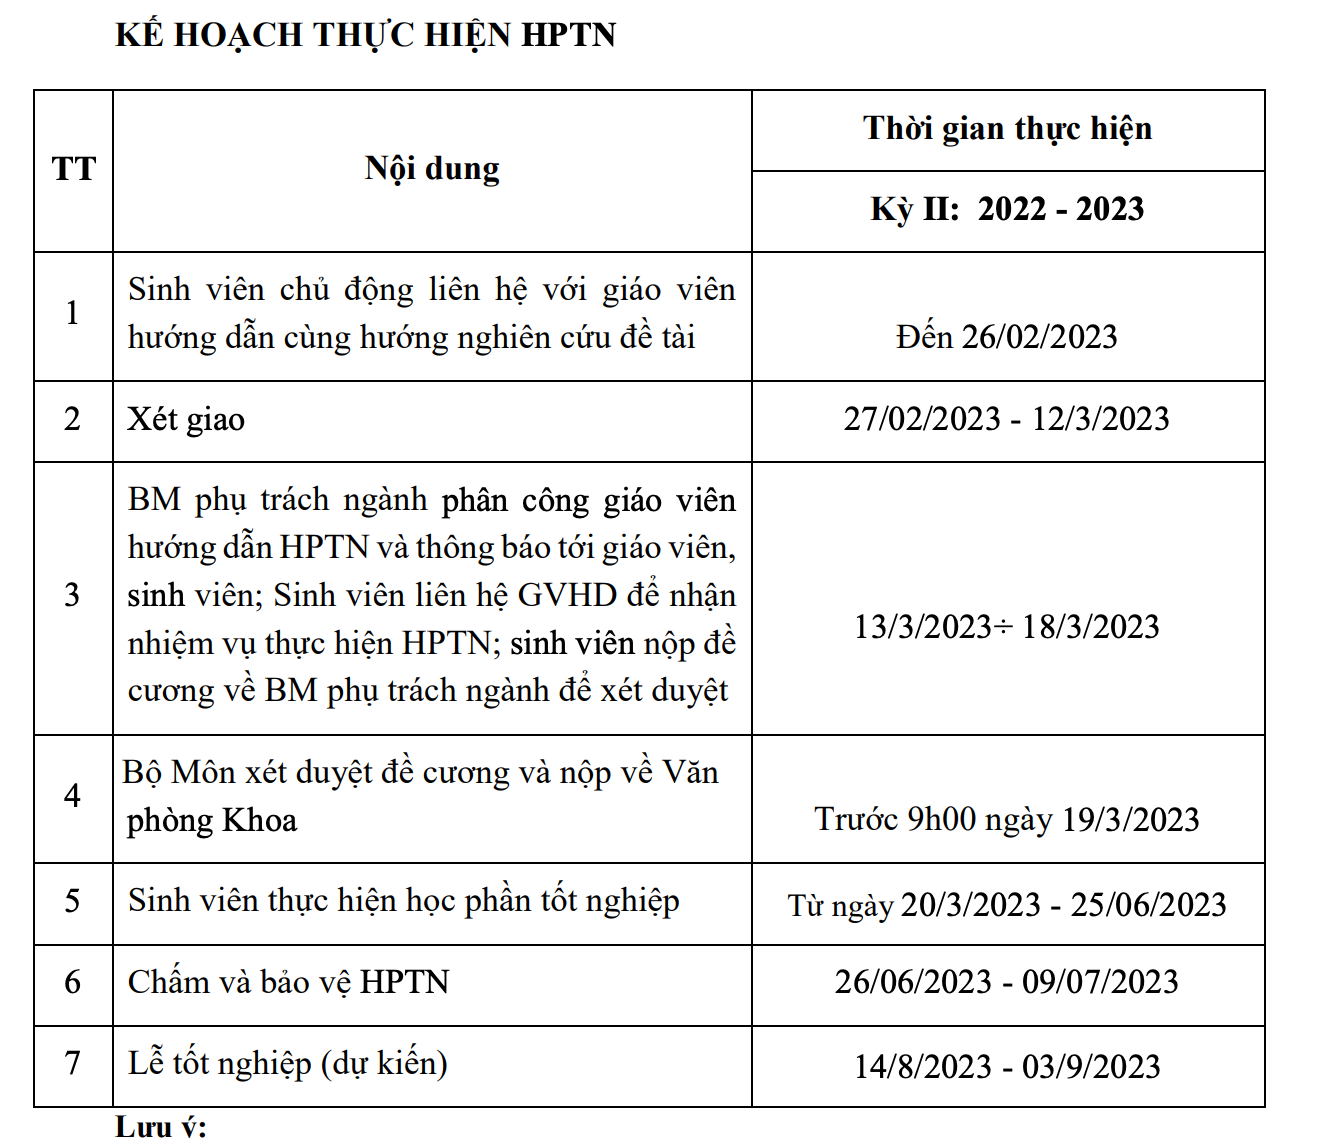 KẾ HOẠCH THỰC HIỆN HPTN
TT
Nội dung
Thời gian thực hiện
Kỳ II: 2022 - 2023
1
Sinh viên chủ động liên hệ với giáo viên
hướng dẫn cùng hướng nghiên cứu đề tài
Đến 26/02/2023
2
Xét giao
27/02/2023 - 12/3/2023
3
BM phụ trách ngành phân công giáo viên
hướng dẫn HPTN và thông báo tới giáo viên,
sinh viên; Sinh viên liên hệ GVHD để nhận
nhiệm vụ thực hiện HPTN; sinh viên nộp đề
cương về BM phụ trách ngành để xét duyệt
13/3/2023÷ 18/3/2023
4
Bộ Môn xét duyệt đề cương và nộp về Văn
phòng Khoa
Trước 9h00 ngày 19/3/2023
5
Sinh viên thực hiện học phần tốt nghiệp
Từ ngày 20/3/2023 - 25/06/2023
6
Chấm và bảo vệ HPTN
26/06/2023 - 09/07/2023
7
Lễ tốt nghiệp (dự kiến)
14/8/2023 - 03/9/2023
Lưu ý: